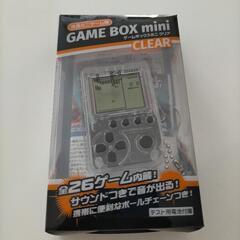 GAME BOX mini
ゲームボックスミニ クリア
CLEAR
全26ゲーム内蔵!
サウンドつきで音が出る!
携帯に便利なボールチェーンつき!
テスト用電池付属